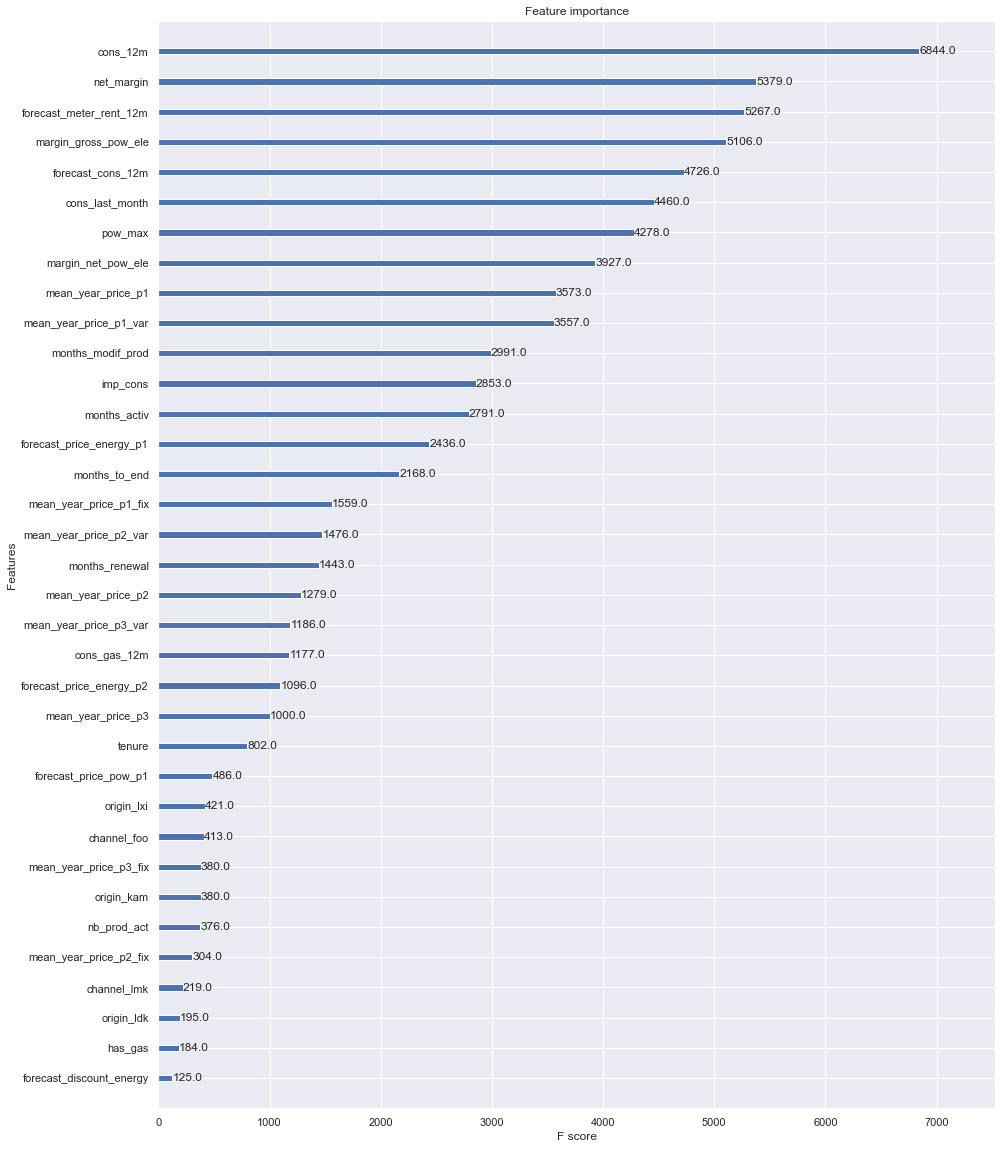 Feature importance
cons_12m 6844.0
net_margin 5379.0
forecast_meter_rent_12m 5267.0
margin_gross_pow_ele 5106.0
forecast_cons_12m 4726.0
cons_last_month 4460.0
pow_max 4278.0
margin_net_pow_ele 3927.0
mean_year_price_p1 3573.0
mean_year_price_p1_var 3557.0
months_modif_prod 2991.0
imp_cons 2853.0
months_activ 2791.0
forecast_price_energy_p1 2436.0
months_to_end 2168.0
mean_year_price_p1_fix 1559.0
mean_year_price_p2_var 1476.0
months_renewal 1443.0
mean_year_price_p2 1279.0
mean_year_price_p3_var 1186.0
cons_gas_12m 1177.0
forecast_price_energy_p2 1096.0
mean_year_price_p3 1000.0
tenure 802.0
forecast_price_pow_p1 486.0
origin_lxi 421.0
channel_foo 413.0
mean_year_price_p3_fix 380.0
origin_kam 380.0
nb_prod_act 376.0
mean_year_price_p2_fix 304.0
channel_lmk 219.0
origin_ldk 195.0
has_gas 184.0
forecast_discount_energy 125.0
Features
0 1000 2000 3000 4000 5000 6000 7000
F score